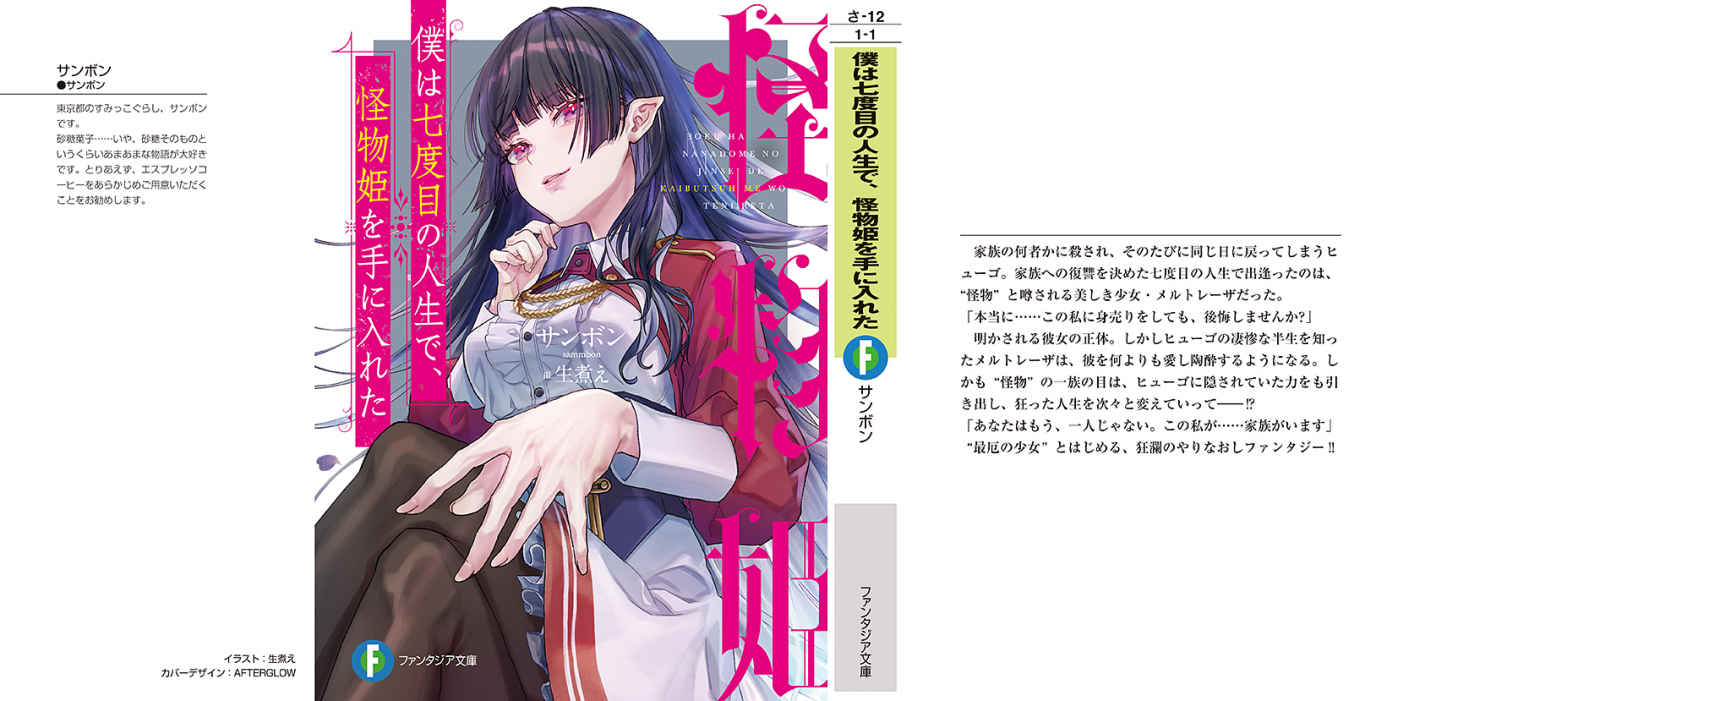 サンボン
●サンボン
東京都のすみっこぐらし、サンボン
です。
砂糖菓子……いや、砂糖そのものと
いうくらいあまあまな物語が大好き
です。とりあえず、エスプレッソコ
ーヒーをあらかじめご用意いただく
ことをお勧めします。
イラスト：生煮え
カバーデザイン：AFTERGLOW
僕は七度目の人生で、
怪物姫を手に入れた
怪物姫
BOKU HA
NANADOME NO
JINSEI DE
KAIBUTSUHIME WO
TENIIRETA
サンボン
sammbon
生煮え
F ファンタジア文庫
さ-12
1-1
僕は七度目の人生で、怪物姫を手に入れた
F
サンボン
ファンタジア文庫
家族の何者かに殺され、そのたびに同じ日に戻ってしまうヒ
ューゴ。家族への復讐を決めた七度目の人生で出逢ったのは、
“怪物”と噂される美しき少女・メルトレーザだった。
「本当に……この私に身売りをしても、後悔しませんか?」
明かされる彼女の正体。しかしヒューゴの凄惨な半生を知っ
たメルトレーザは、彼を何よりも愛し陶酔するようになる。し
かも“怪物”の一族の目は、ヒューゴに隠されていた力をも引
き出し、狂った人生を次々と変えていって――!?
「あなたはもう、一人じゃない。この私が……家族がいます」
“最厄の少女”とはじめる、狂瀾のやりなおしファンタジー!!